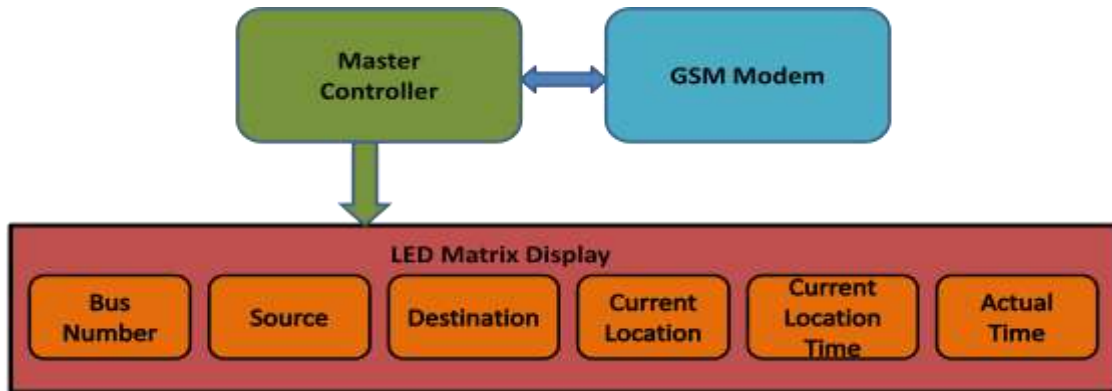 Master
Controller
GSM Modem
LED Matrix Display
Bus
Number
Source
Destination
Current
Location
Current
Location
Time
Actual
Time